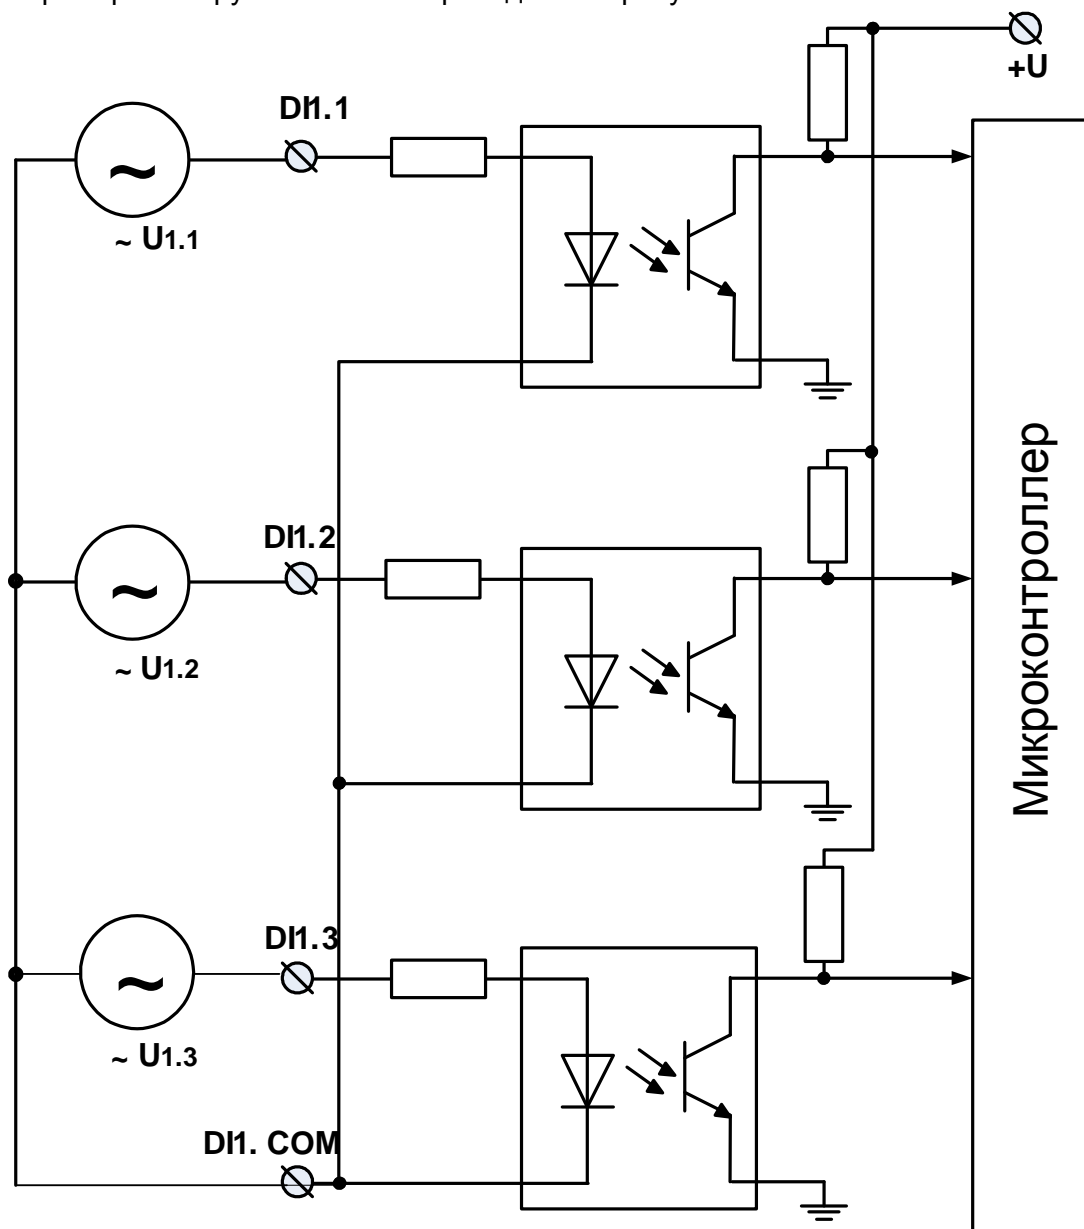 +U
DI1.1
~
~ U1.1
DI1.2
~
~ U1.2
Микроконтроллер
DI1.3
~
~ U1.3
DI1. COM